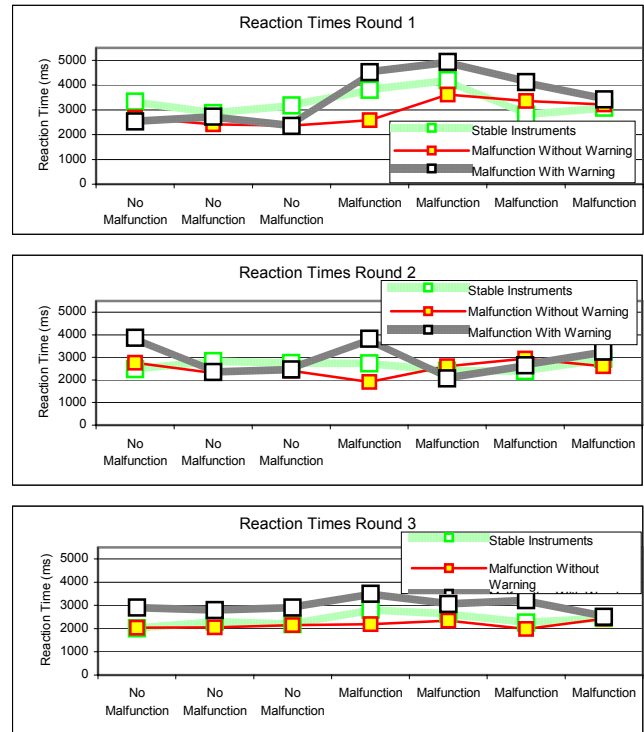 Reaction Times Round 1
Reaction Time (ms)
5000
4000
3000
2000
1000
0
Stable Instruments
Malfunction Without Warning
Malfunction With Warning
No No No Malfunction Malfunction Malfunction Malfunction
Malfunction Malfunction Malfunction
Reaction Times Round 2
Reaction Time (ms)
5000
4000
3000
2000
1000
0
Stable Instruments
Malfunction Without Warning
Malfunction With Warning
No No No Malfunction Malfunction Malfunction Malfunction
Malfunction Malfunction Malfunction
Reaction Times Round 3
Reaction Time (ms)
5000
4000
3000
2000
1000
0
Stable Instruments
Malfunction Without
Warning
No No No Malfunction Malfunction Malfunction Malfunction
Malfunction Malfunction Malfunction